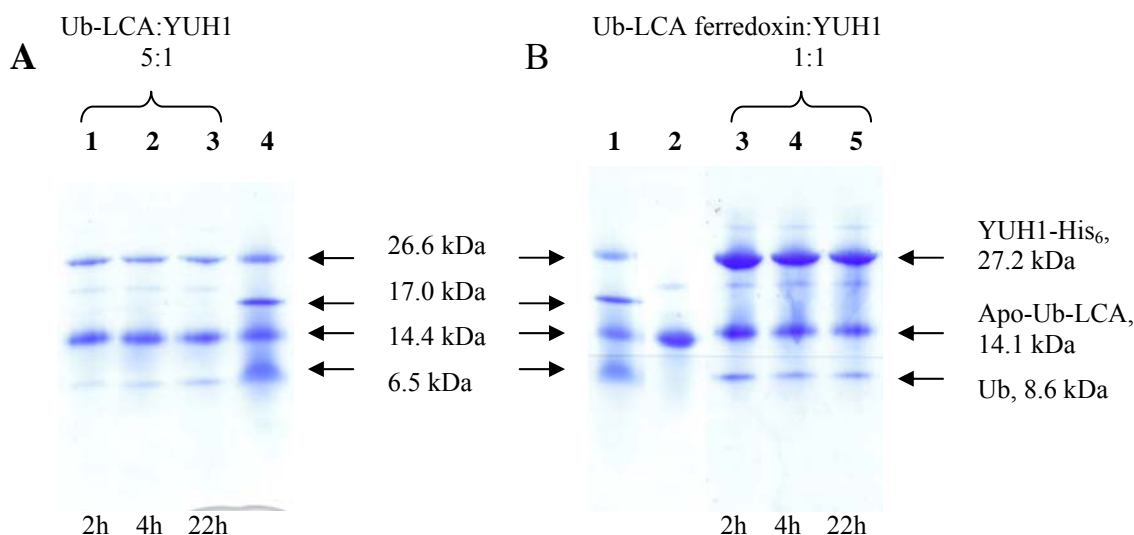 Ub-LCA:YUH1
5:1
A
1 2 3 4
Ub-LCA ferredoxin:YUH1
1:1
B
1 2 3 4 5
26.6 kDa
17.0 kDa
14.4 kDa
6.5 kDa
YUH1-His₆,
27.2 kDa
Apo-Ub-LCA,
14.1 kDa
Ub, 8.6 kDa
2h 4h 22h
2h 4h 22h